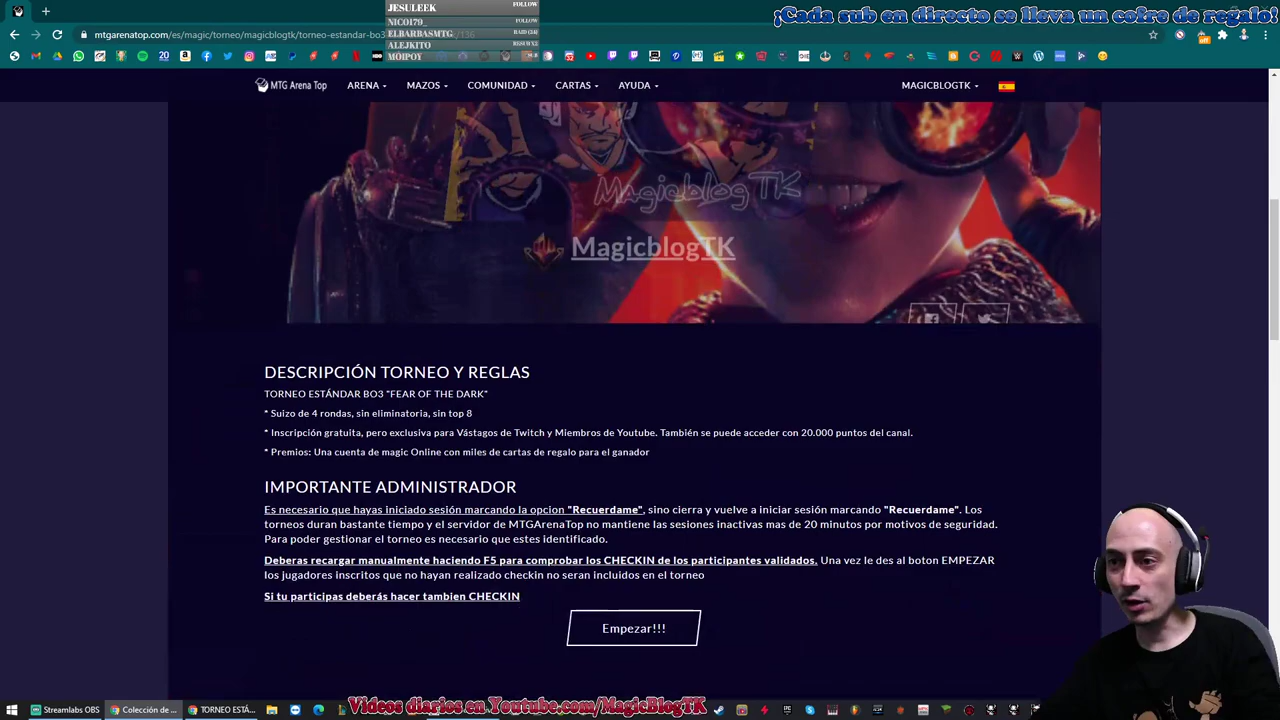 JESULEEK FOLLOW
NICO179_ FOLLOW
ELBARBASMTG RAID (24)
ALEJKITO RESUB X2
MOIPOY
¡Cada sub en directo se lleva un cofre de regalo!
mtgarenatop.com/es/magic/torneo/magicblogtk/torneo-estandar-bo3
MTG Arena Top
ARENA
MAZOS
COMUNIDAD
CARTAS
AYUDA
MAGICBLOGTK
MagicblogTK
MagicblogTK
DESCRIPCIÓN TORNEO Y REGLAS
TORNEO ESTÁNDAR BO3 "FEAR OF THE DARK"
* Suizo de 4 rondas, sin eliminatoria, sin top 8
* Inscripción gratuita, pero exclusiva para Vástagos de Twitch y Miembros de Youtube. También se puede acceder con 20.000 puntos del canal.
* Premios: Una cuenta de magic Online con miles de cartas de regalo para el ganador
IMPORTANTE ADMINISTRADOR
Es necesario que hayas iniciado sesión marcando la opcion "Recuerdame", sino cierra y vuelve a iniciar sesión marcando "Recuerdame". Los
torneos duran bastante tiempo y el servidor de MTGArenaTop no mantiene las sesiones inactivas mas de 20 minutos por motivos de seguridad.
Para poder gestionar el torneo es necesario que estes identificado.
Deberas recargar manualmente haciendo F5 para comprobar los CHECKIN de los participantes validados. Una vez le des al boton EMPEZAR
los jugadores inscritos que no hayan realizado checkin no seran incluidos en el torneo
Si tu participas deberás hacer tambien CHECKIN
Empezar!!!
Streamlabs OBS
Colección de ...
TORNEO ESTÁ...
Videos diarios en Youtube.com/MagicBlogTK